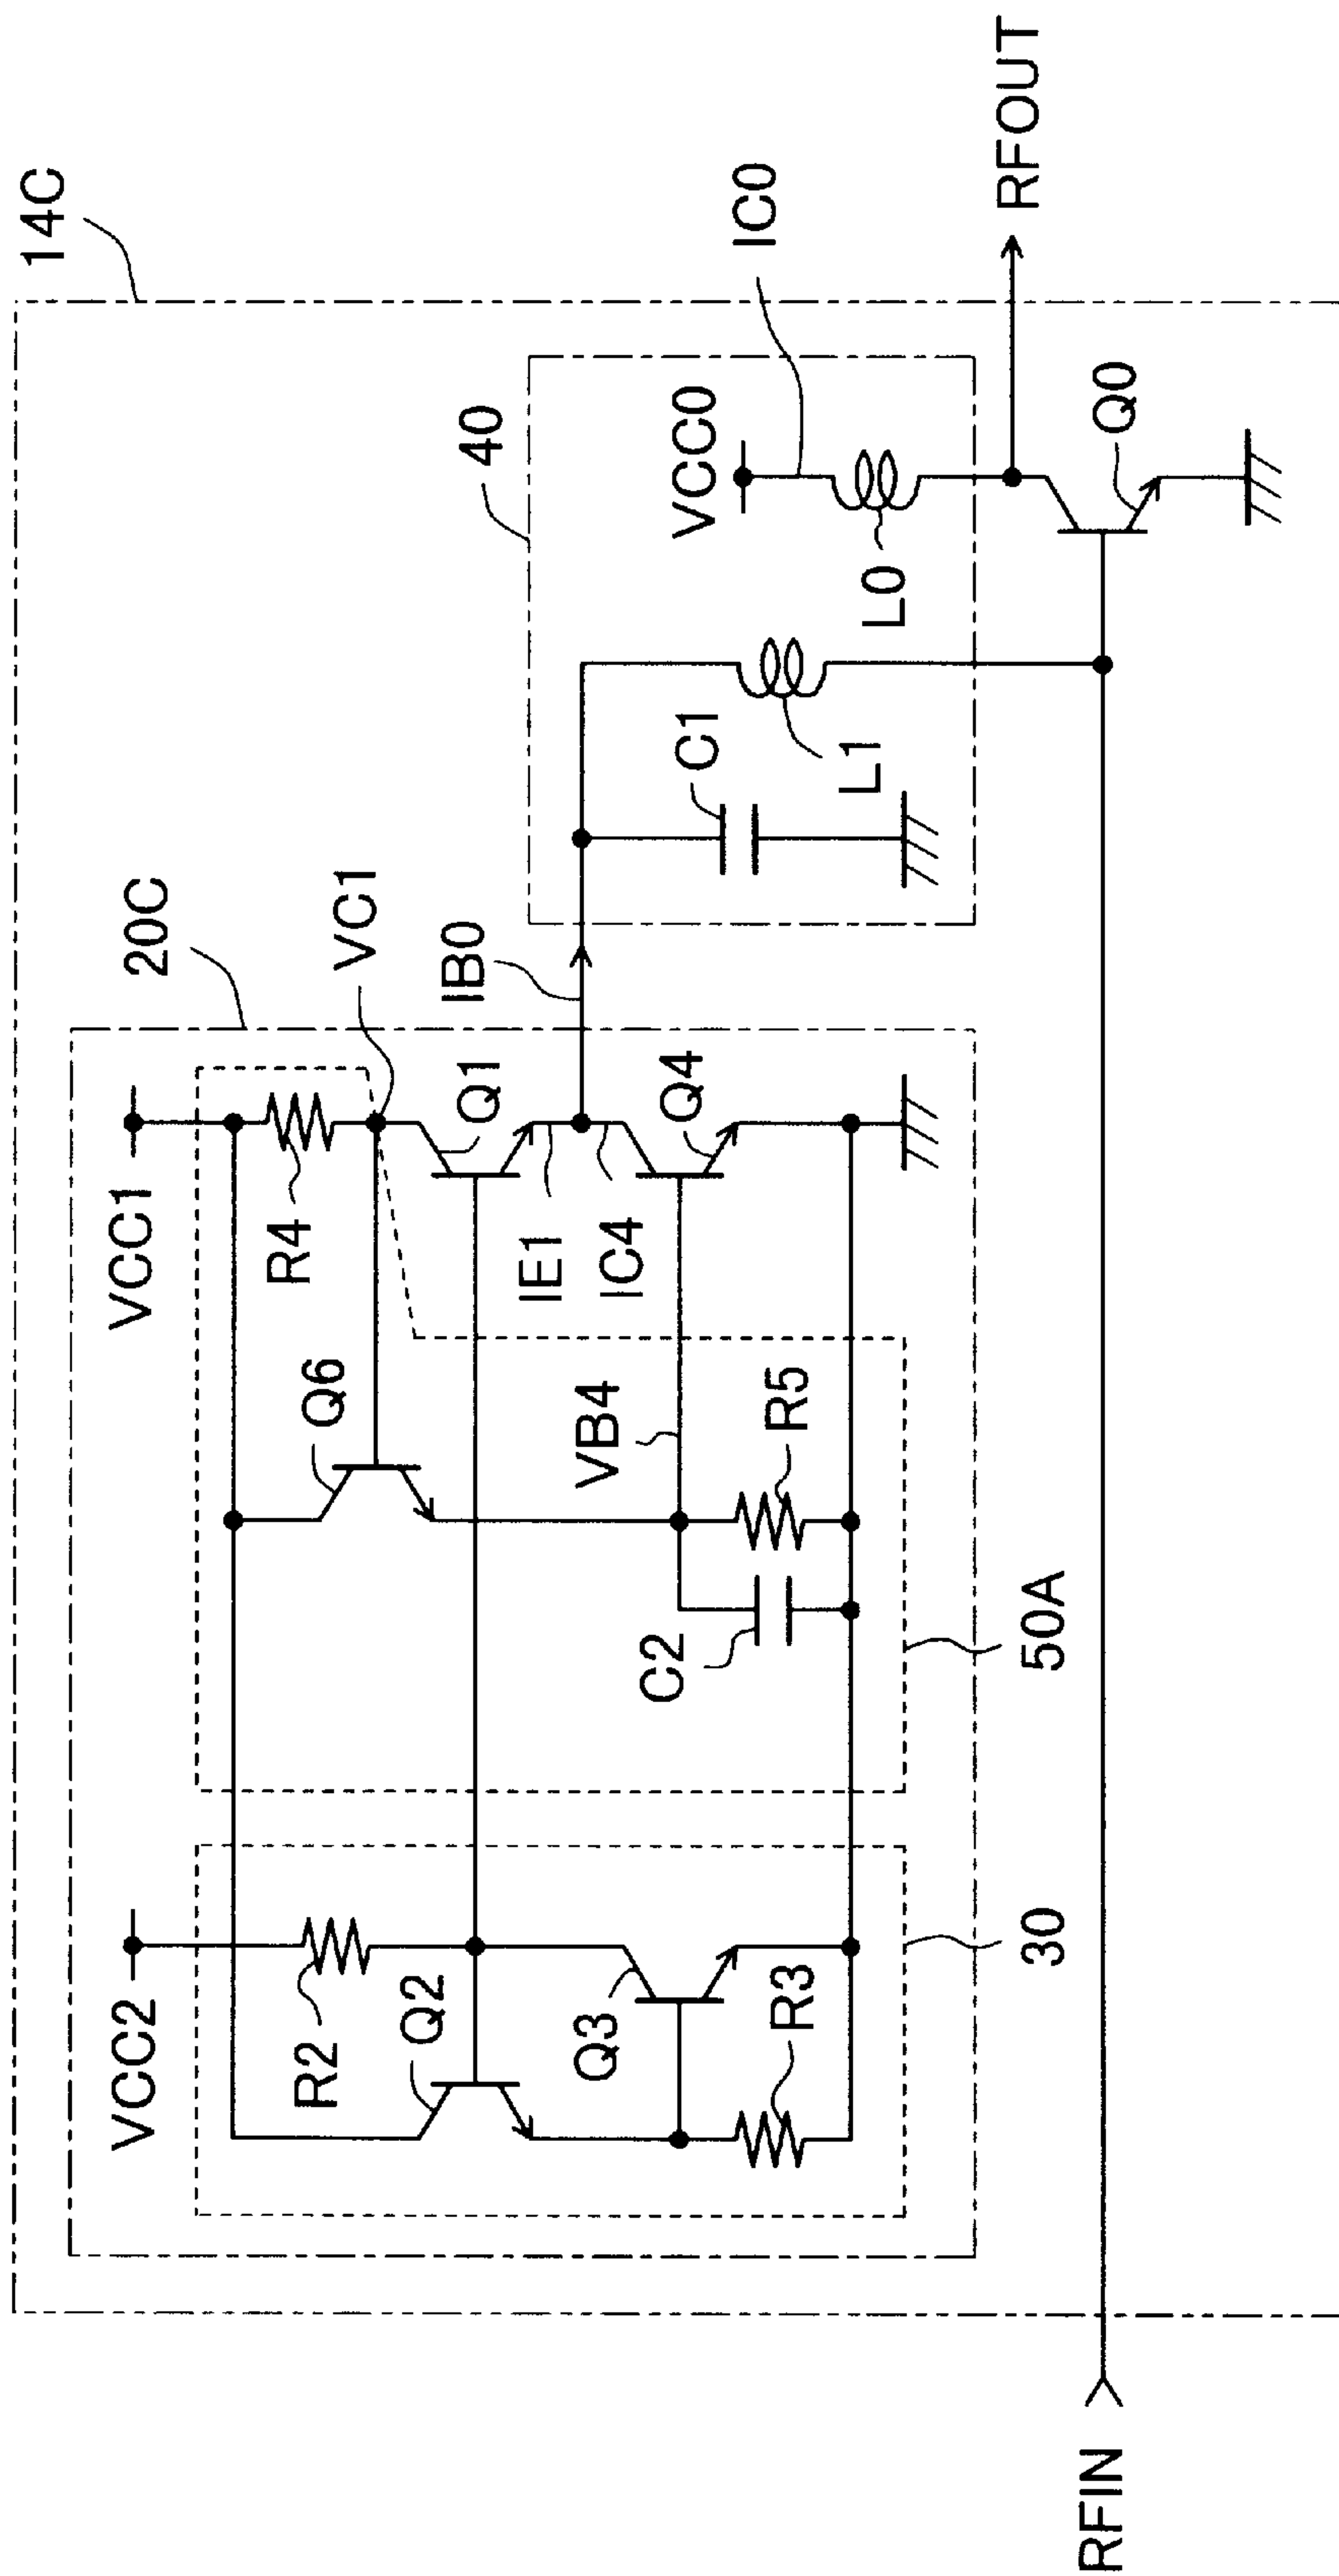 14C
20C
VCC2
VCC1
R4
VC1
R2
Q2
Q6
Q1
IB0
40
IE1
IC4
Q4
VB4
R5
C2
Q3
R3
C1
L1
VCC0
IC0
L0
RFOUT
Q0
30
50A
RFIN